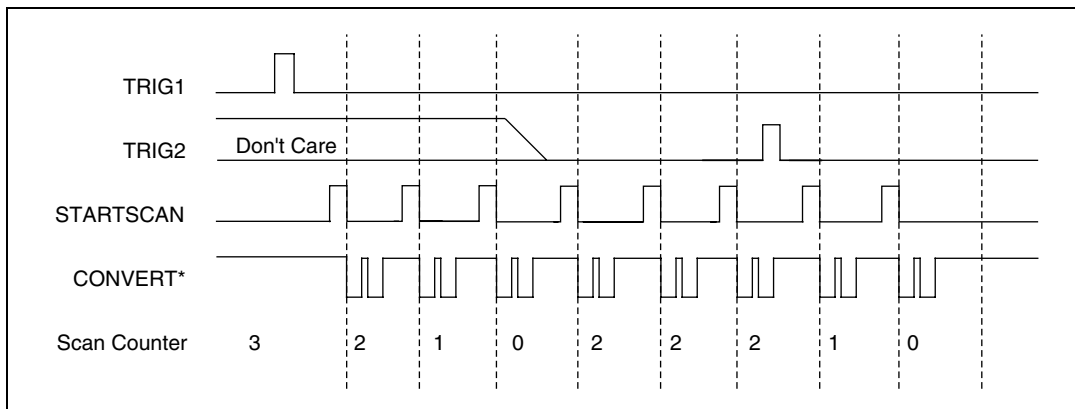 TRIG1
TRIG2 Don't Care
STARTSCAN
CONVERT*
Scan Counter 3 2 1 0 2 2 2 1 0